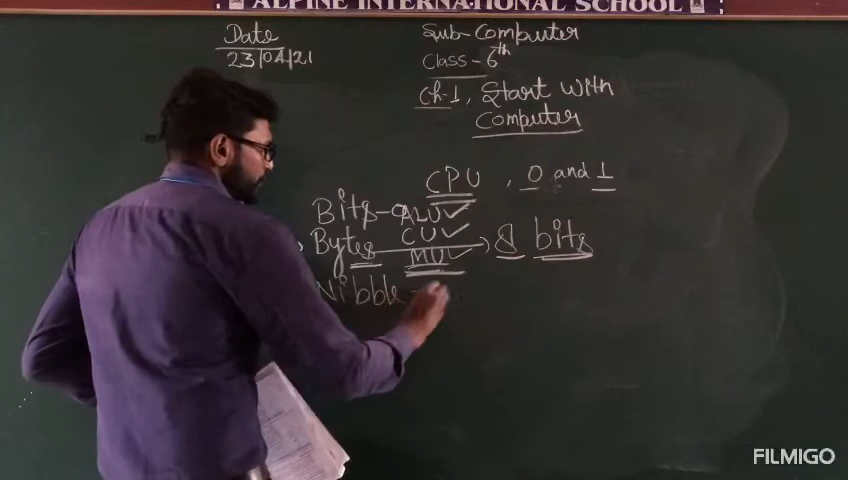 ALPINE INTERNATIONAL SCHOOL
Date
23/04/21
Sub- Computer
Class- 6th
Ch-1, Start With
Computer
CPU , 0 and 1
Bits- ALU✓
Bytes CU✓ → 8 bits
MU✓
Nibble -
FILMIGO